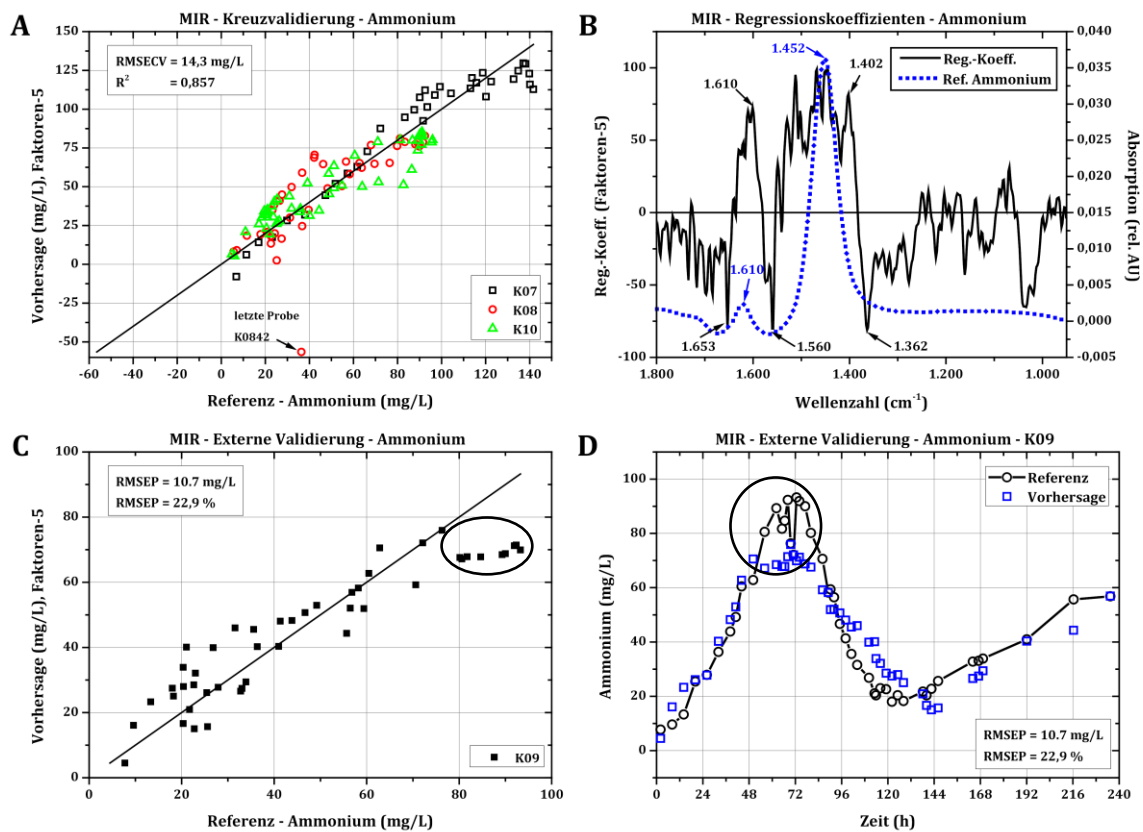 A
MIR - Kreuzvalidierung - Ammonium
RMSECV = 14,3 mg/L
R² = 0,857
Vorhersage (mg/L), Faktoren-5
150
125
100
75
50
25
0
-25
-50
letzte Probe
K0842
K07
K08
K10
-60 -40 -20 0 20 40 60 80 100 120 140
Referenz - Ammonium (mg/L)
B
MIR - Regressionskoeffizienten - Ammonium
Reg.-Koeff. (Faktoren-5)
100
50
0
-50
-100
1.452
1.610
1.402
Reg.-Koeff.
Ref. Ammonium
1.610
1.653
1.560
1.362
0,040
0,035
0,030
0,025
0,020
0,015
0,010
0,005
0,000
-0,005
Absorption (rel. AU)
1.800 1.600 1.400 1.200 1.000
Wellenzahl (cm⁻¹)
C
MIR - Externe Validierung - Ammonium
RMSEP = 10.7 mg/L
RMSEP = 22,9 %
Vorhersage (mg/L), Faktoren-5
100
80
60
40
20
0
K09
0 20 40 60 80 100
Referenz - Ammonium (mg/L)
D
MIR - Externe Validierung - Ammonium - K09
Referenz
Vorhersage
Ammonium (mg/L)
120
100
80
60
40
20
0
RMSEP = 10.7 mg/L
RMSEP = 22,9 %
0 24 48 72 96 120 144 168 192 216 240
Zeit (h)